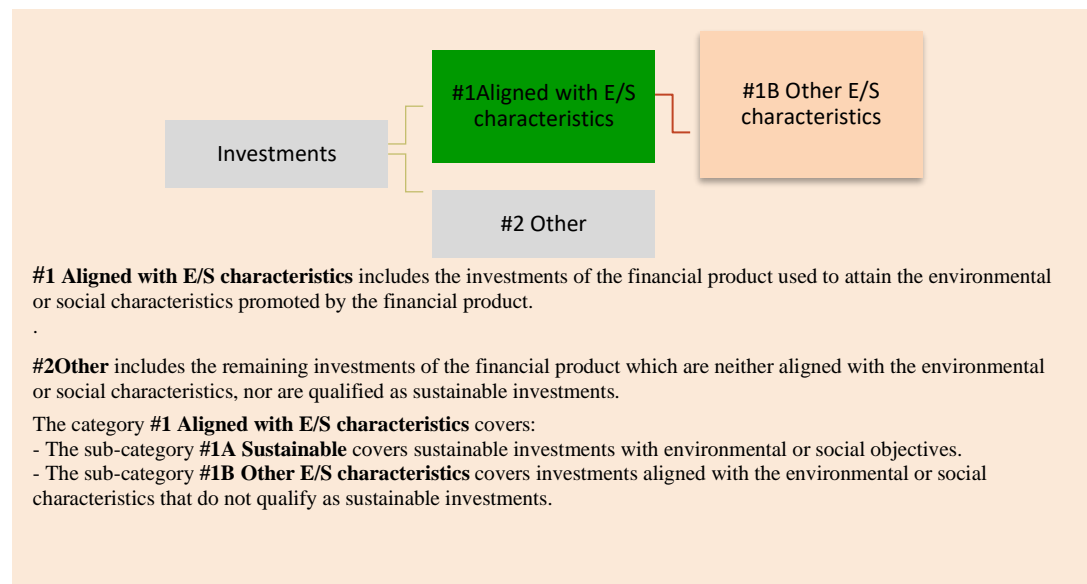 #1Aligned with E/S
characteristics
#1B Other E/S
characteristics
Investments
#2 Other
#1 Aligned with E/S characteristics includes the investments of the financial product used to attain the environmental
or social characteristics promoted by the financial product.
.
#2Other includes the remaining investments of the financial product which are neither aligned with the environmental
or social characteristics, nor are qualified as sustainable investments.
The category #1 Aligned with E/S characteristics covers:
- The sub-category #1A Sustainable covers sustainable investments with environmental or social objectives.
- The sub-category #1B Other E/S characteristics covers investments aligned with the environmental or social
characteristics that do not qualify as sustainable investments.